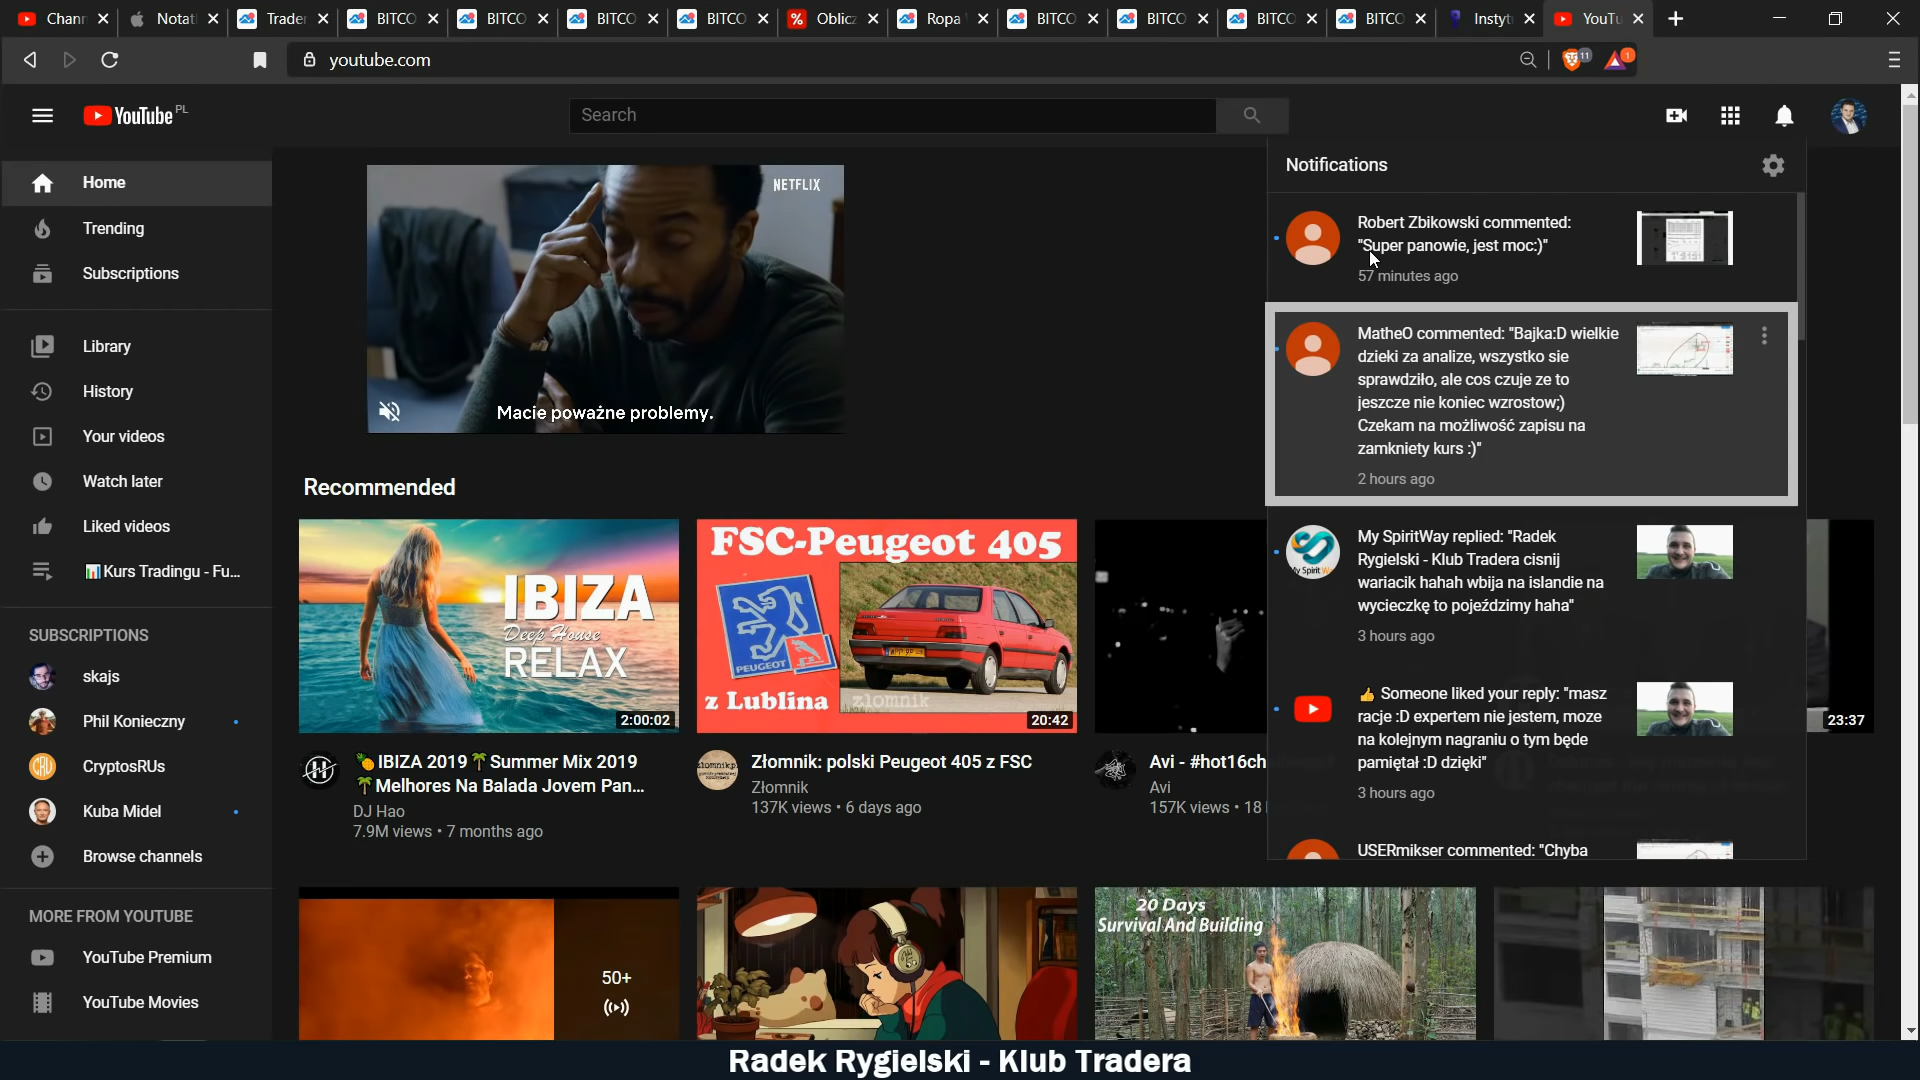 Chann
Notat
Trade
BITCO
BITCO
BITCO
BITCO
Oblicz
Ropa
BITCO
BITCO
BITCO
BITCO
Instyt
YouTu
youtube.com
11
1
YouTube PL
Search
Home
Trending
Subscriptions
Library
History
Your videos
Watch later
Liked videos
Kurs Tradingu - Fu...
SUBSCRIPTIONS
skajs
Phil Konieczny
CryptosRUs
Kuba Midel
Browse channels
MORE FROM YOUTUBE
YouTube Premium
YouTube Movies
NETFLIX
Macie poważne problemy.
Recommended
IBIZA
Deep House
RELAX
2:00:02
IBIZA 2019 🌴 Summer Mix 2019
🌴Melhores Na Balada Jovem Pan...
DJ Hao
7.9M views • 7 months ago
FSC-Peugeot 405
PEUGEOT
z Lublina
złomnik
20:42
Złomnik: polski Peugeot 405 z FSC
Złomnik
137K views • 6 days ago
Avi - #hot16ch
Avi
157K views • 18
23:37
Notifications
Robert Zbikowski commented:
"Super panowie, jest moc:)"
57 minutes ago
MatheO commented: "Bajka:D wielkie
dzieki za analize, wszystko sie
sprawdziło, ale cos czuje ze to
jeszcze nie koniec wzrostow;)
Czekam na możliwość zapisu na
zamkniety kurs :)"
2 hours ago
My SpiritWay replied: "Radek
Rygielski - Klub Tradera cisnij
wariacik hahah wbija na islandie na
wycieczkę to pojeździmy haha"
3 hours ago
👍 Someone liked your reply: "masz
racje :D expertem nie jestem, moze
na kolejnym nagraniu o tym będe
pamiętał :D dzięki"
3 hours ago
USERmikser commented: "Chyba
50+
20 Days
Survival And Building
Radek Rygielski - Klub Tradera